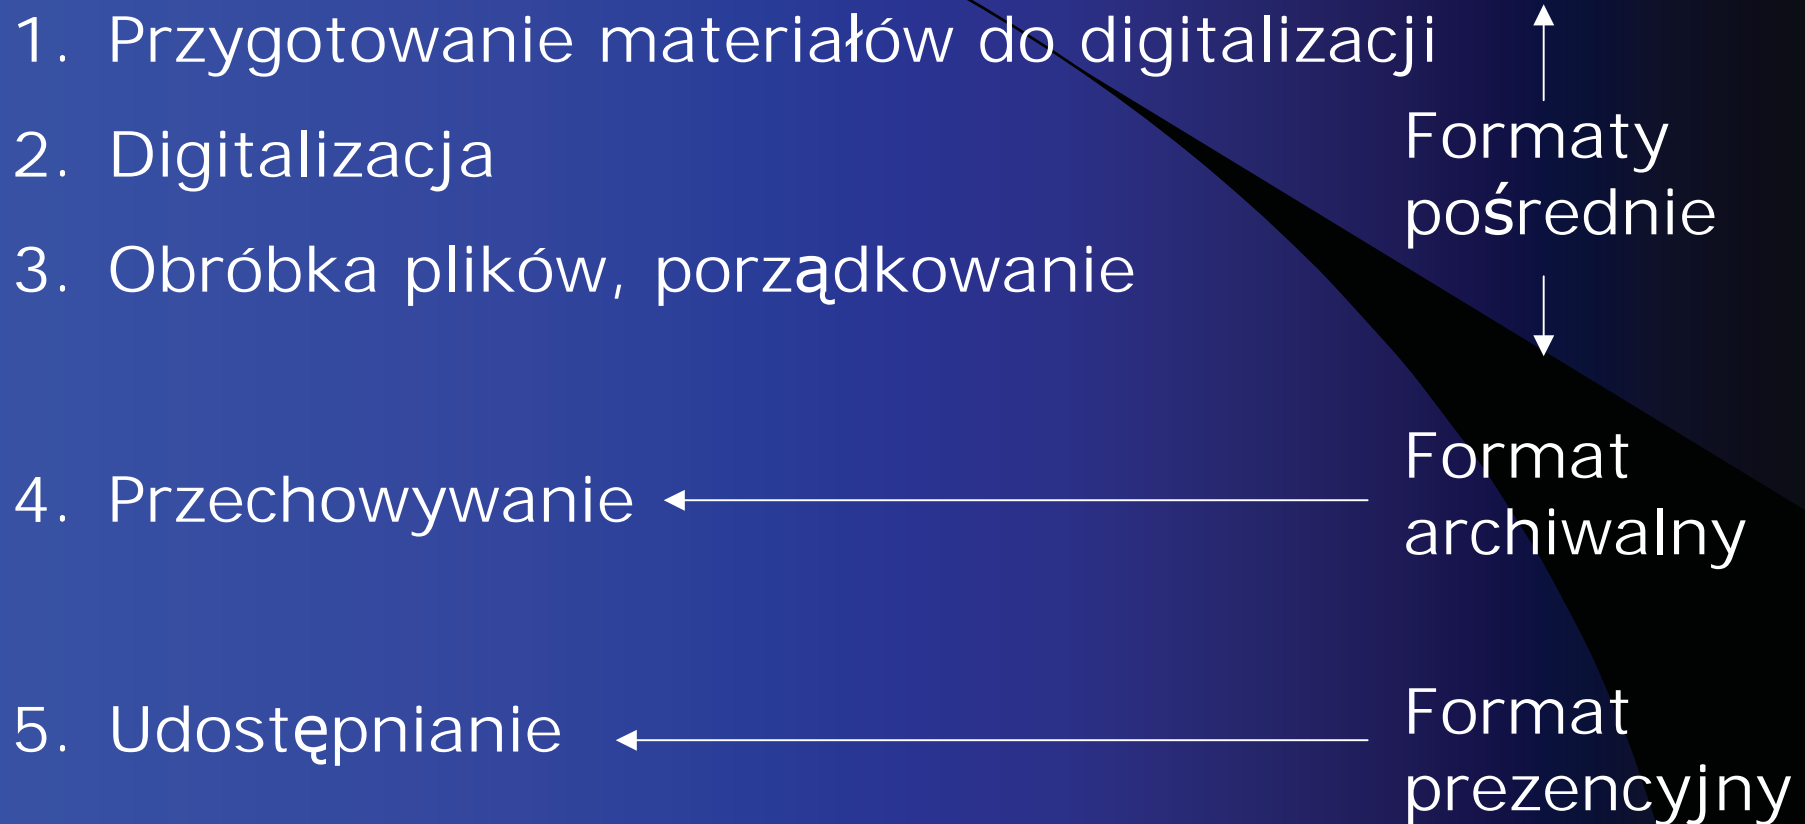 1. Przygotowanie materiałów do digitalizacji
2. Digitalizacja
3. Obróbka plików, porządkowanie
4. Przechowywanie
5. Udostępnianie
Formaty
pośrednie
Format
archiwalny
Format
prezencyjny